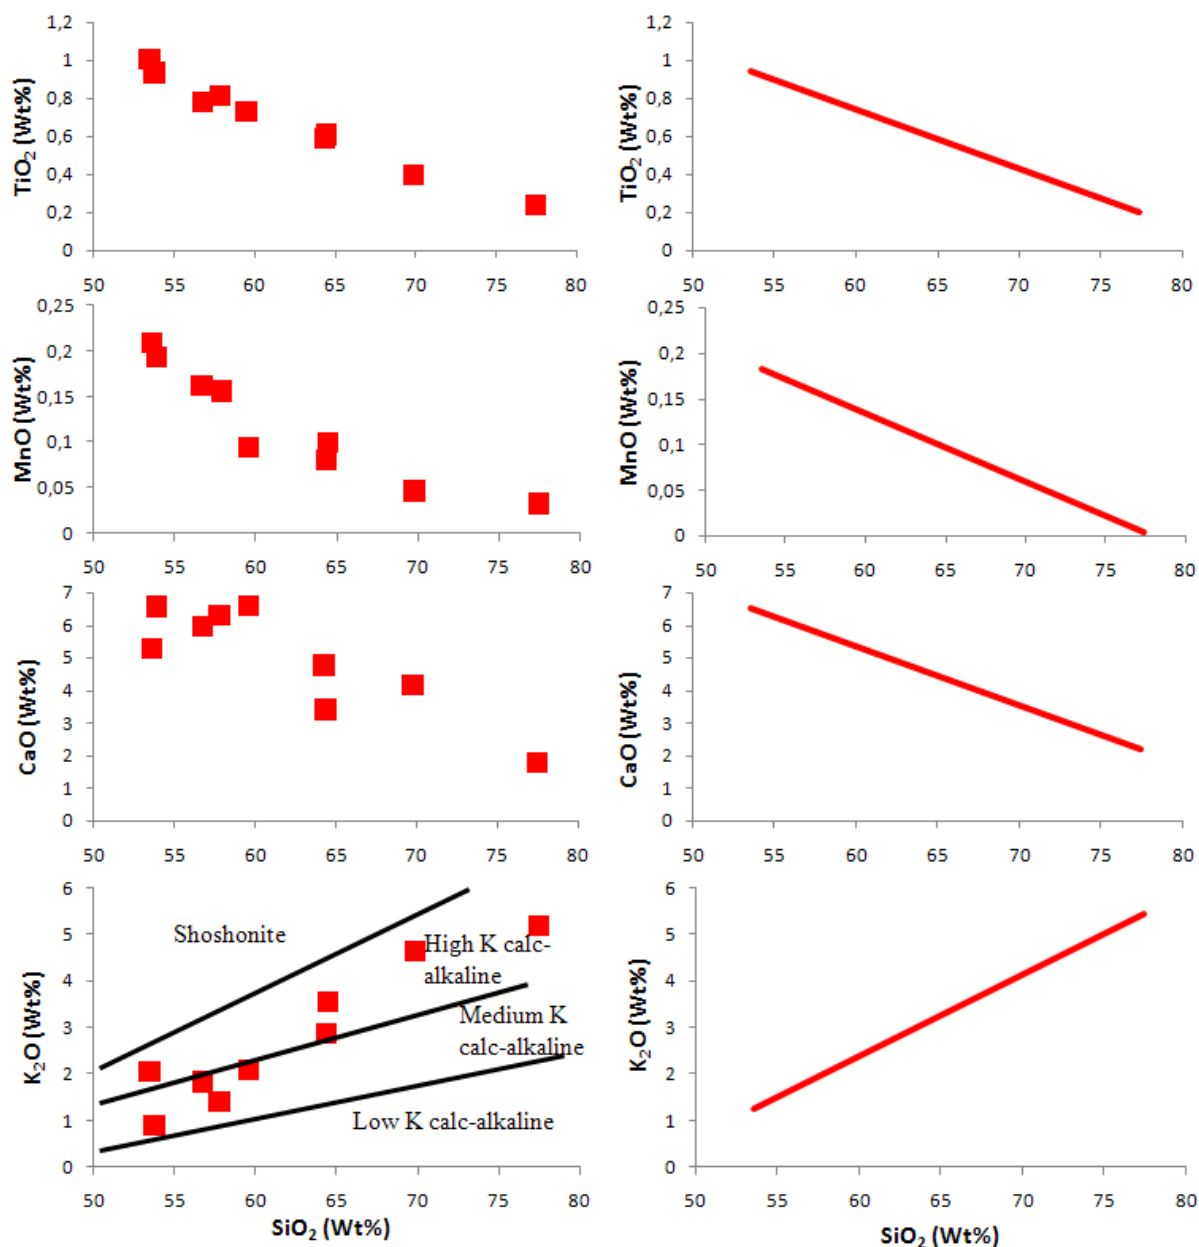 TiO2 (Wt%)
1,2
1
0,8
0,6
0,4
0,2
0
50 55 60 65 70 75 80
TiO2 (Wt%)
1,2
1
0,8
0,6
0,4
0,2
0
50 55 60 65 70 75 80
MnO (Wt%)
0,25
0,2
0,15
0,1
0,05
0
50 55 60 65 70 75 80
MnO (Wt%)
0,25
0,2
0,15
0,1
0,05
0
50 55 60 65 70 75 80
CaO (Wt%)
7
6
5
4
3
2
1
0
50 55 60 65 70 75 80
CaO (Wt%)
7
6
5
4
3
2
1
0
50 55 60 65 70 75 80
K2O (Wt%)
6
5
4
3
2
1
0
Shoshonite
High K calc-
alkaline
Medium K
calc-alkaline
Low K calc-alkaline
50 55 60 65 70 75 80
SiO2 (Wt%)
K2O (Wt%)
6
5
4
3
2
1
0
50 55 60 65 70 75 80
SiO2 (Wt%)